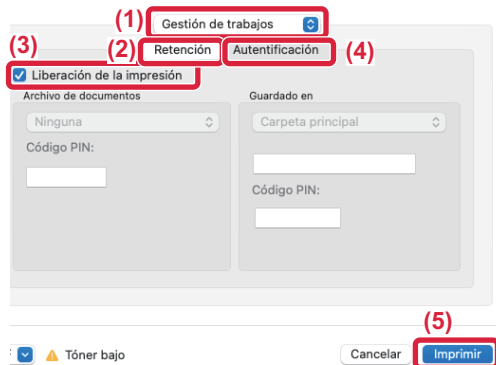 (1) Gestión de trabajos
(3) (2) Retención Autentificación (4)
Liberación de la impresión
Archivo de documentos Guardado en
Ninguna Carpeta principal
Código PIN:
Código PIN:
(5)
Tóner bajo Cancelar Imprimir